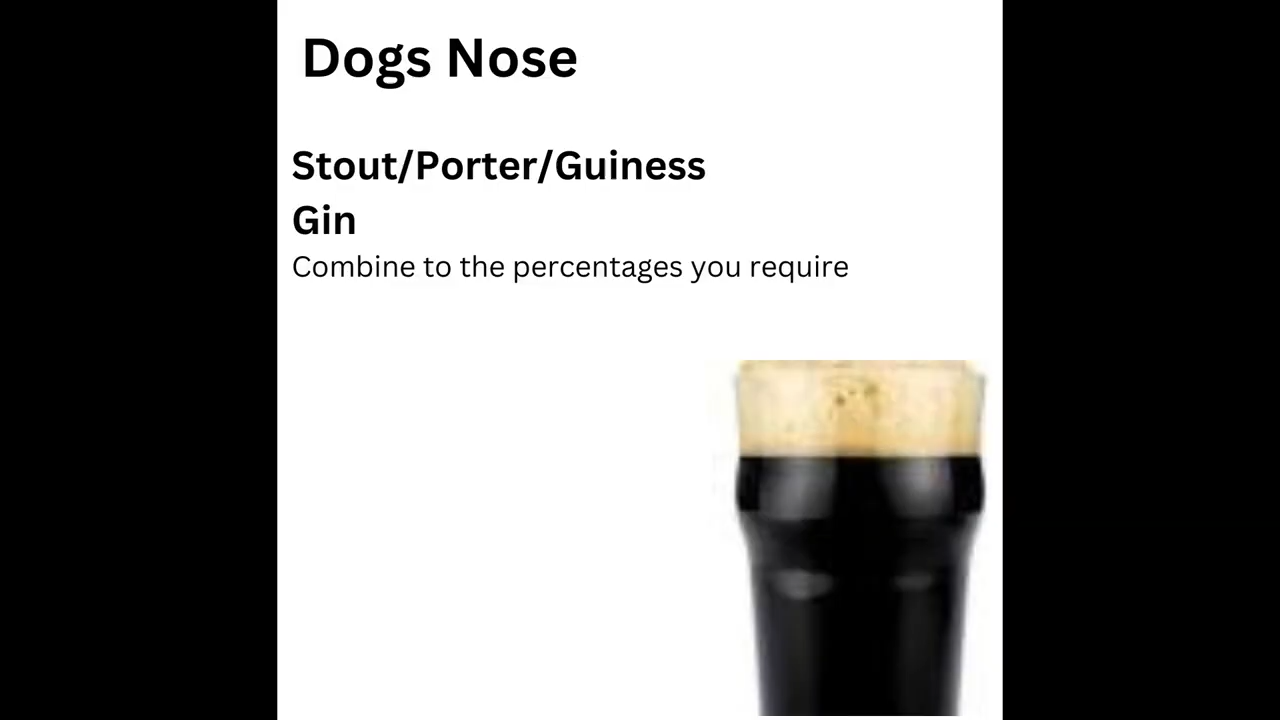 Dogs Nose
Stout/Porter/Guiness
Gin
Combine to the percentages you require